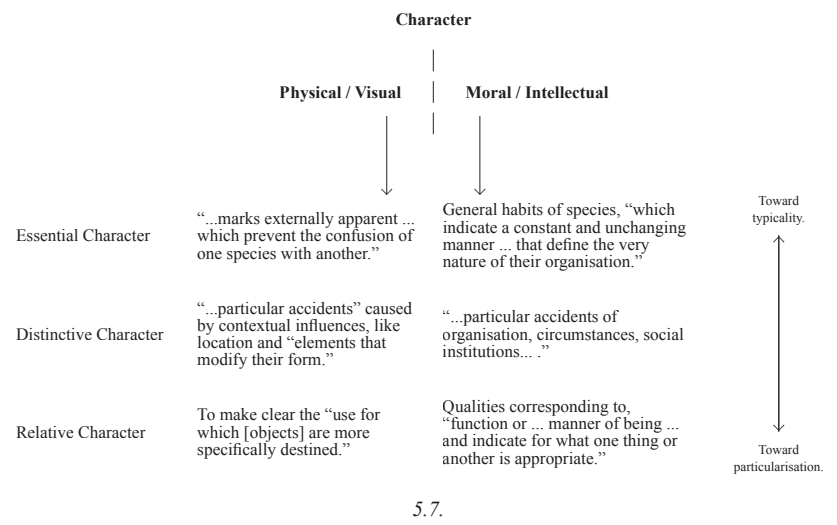 Character
Physical / Visual
Moral / Intellectual
Essential Character
“...marks externally apparent ...
which prevent the confusion of
one species with another.”
General habits of species, “which
indicate a constant and unchanging
manner ... that define the very
nature of their organisation.”
Toward
typicality.
Distinctive Character
“...particular accidents” caused
by contextual influences, like
location and “elements that
modify their form.”
“...particular accidents of
organisation, circumstances, social
institutions... .”
Relative Character
To make clear the “use for
which [objects] are more
specifically destined.”
Qualities corresponding to,
“function or ... manner of being ...
and indicate for what one thing or
another is appropriate.”
Toward
particularisation.
5.7.